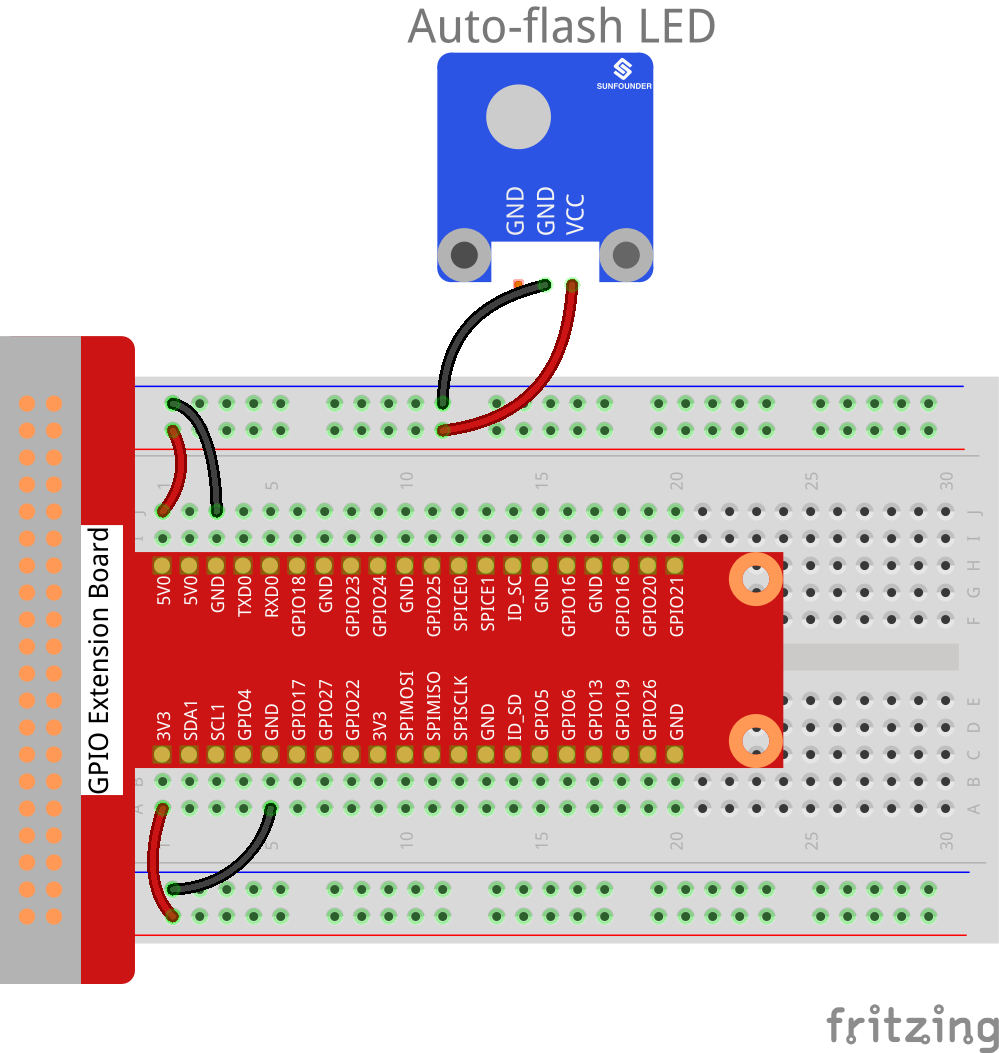 Auto-flash LED
SUNFOUNDER
GND
GND
VCC
1
5
10
15
20
25
30
J
J
I
I
H
G
F
5V0
5V0
GND
TXD0
RXD0
GPIO18
GND
GPIO23
GPIO24
GND
GPIO25
SPICE0
SPICE1
ID_SC
GND
GPIO16
GND
GPIO16
GPIO20
GPIO21
GPIO Extension Board
3V3
SDA1
SCL1
GPIO4
GND
GPIO17
GPIO27
GPIO22
3V3
SPIMOSI
SPIMISO
SPISCLK
GND
ID_SD
GPIO5
GPIO6
GPIO13
GPIO19
GPIO26
GND
E
D
C
B
B
A
A
1
5
10
15
20
25
30
fritzing